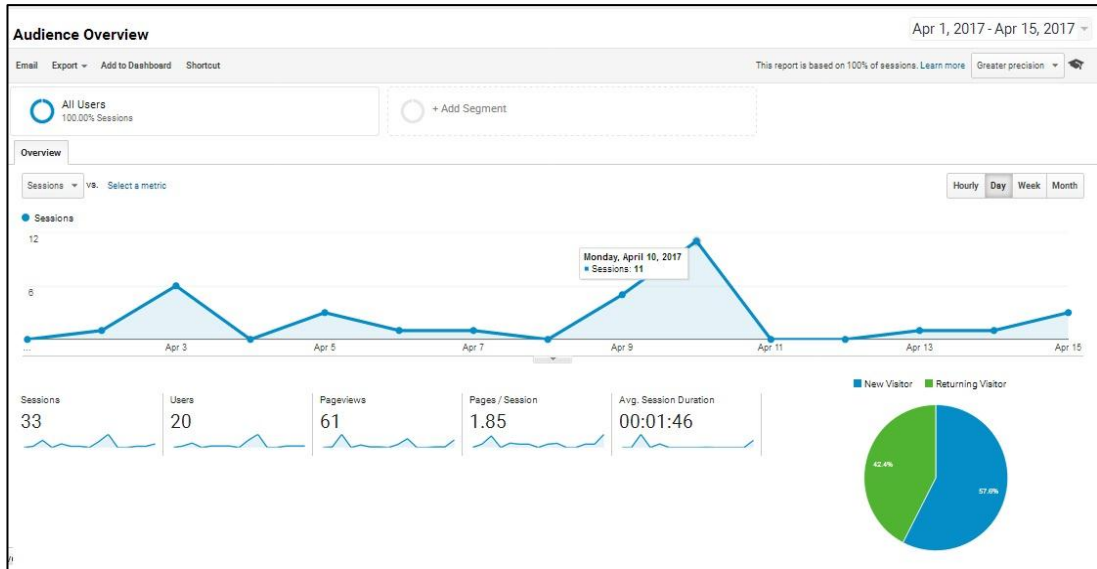 Audience Overview
Apr 1, 2017 - Apr 15, 2017
Email Export Add to Dashboard Shortcut
This report is based on 100% of sessions. Learn more Greater precision
All Users
100.00% Sessions
+ Add Segment
Overview
Sessions vs. Select a metric
Hourly Day Week Month
Sessions
12
Monday, April 10, 2017
Sessions: 11
6
... Apr 3 Apr 5 Apr 7 Apr 9 Apr 11 Apr 13 Apr 15
New Visitor Returning Visitor
Sessions Users Pageviews Pages / Session Avg. Session Duration
33 20 61 1.85 00:01:46
42.4%
57.6%